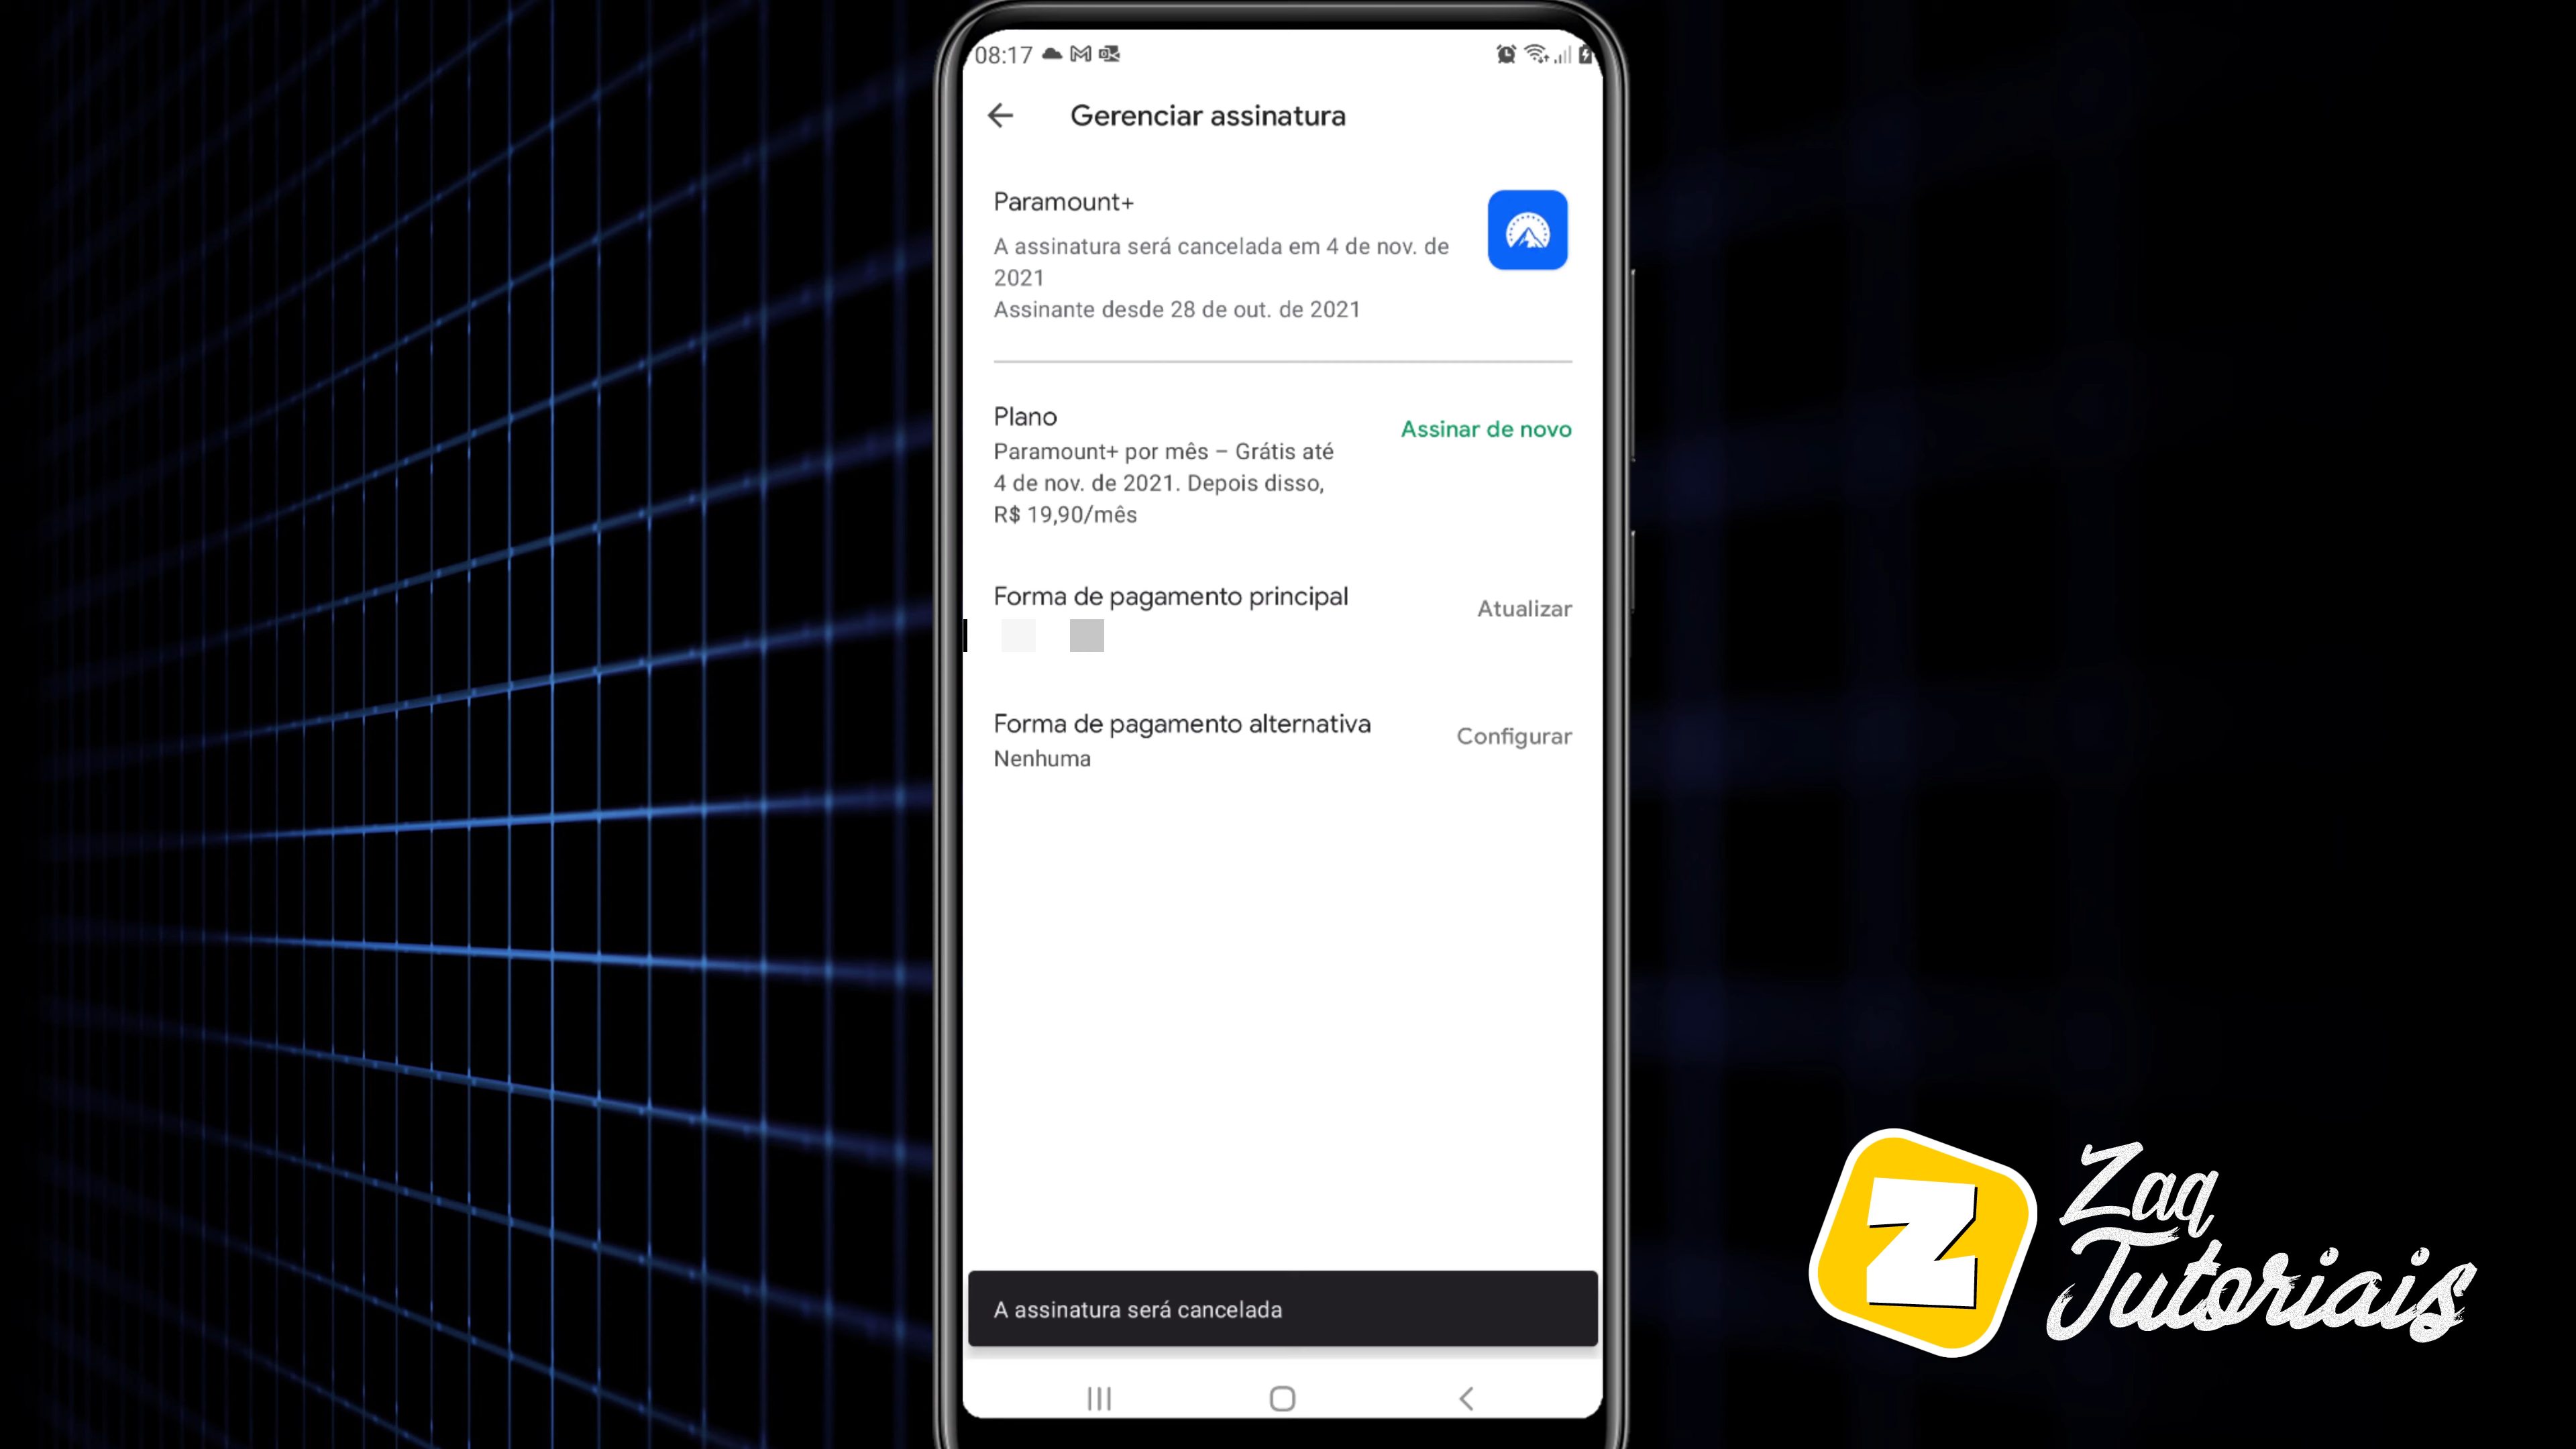 08:17
Gerenciar assinatura
Paramount+
A assinatura será cancelada em 4 de nov. de
2021
Assinante desde 28 de out. de 2021
Plano
Assinar de novo
Paramount+ por mês – Grátis até
4 de nov. de 2021. Depois disso,
R$ 19,90/mês
Forma de pagamento principal
Atualizar
Forma de pagamento alternativa
Configurar
Nenhuma
A assinatura será cancelada
Z
Zaq
Tutoriais